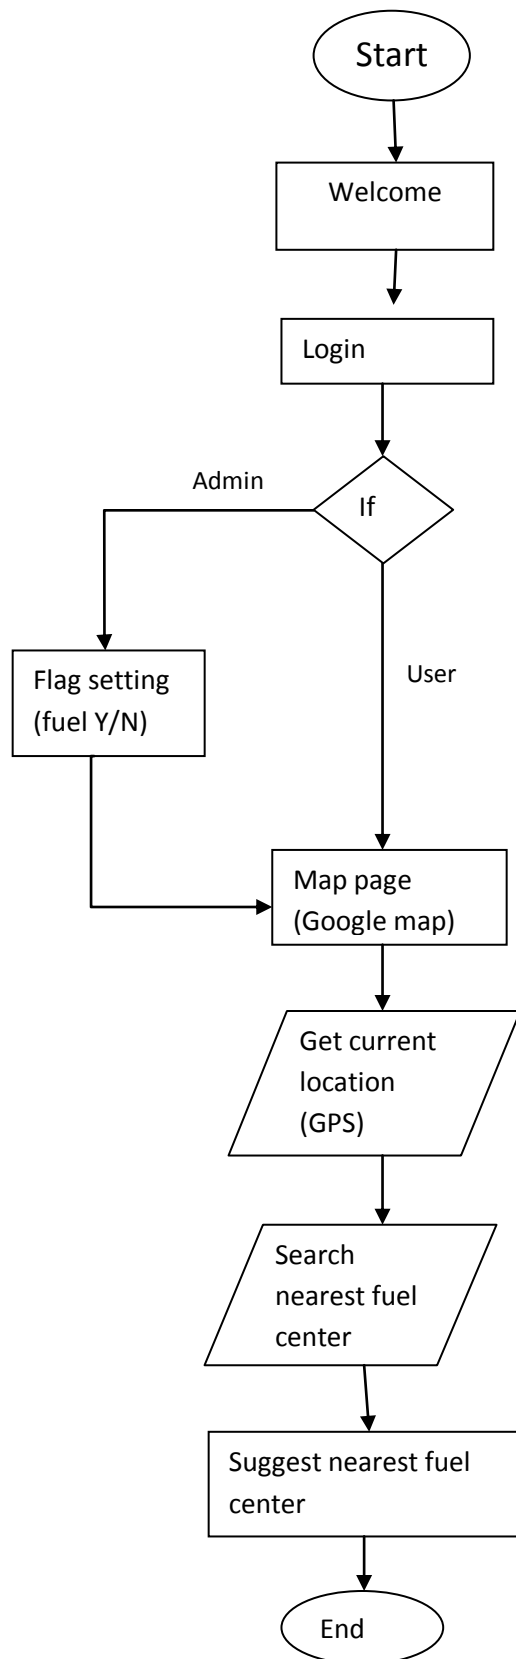 Start
Welcome
Login
Admin
If
Flag setting
(fuel Y/N)
User
Map page
(Google map)
Get current
location
(GPS)
Search
nearest fuel
center
Suggest nearest fuel
center
End